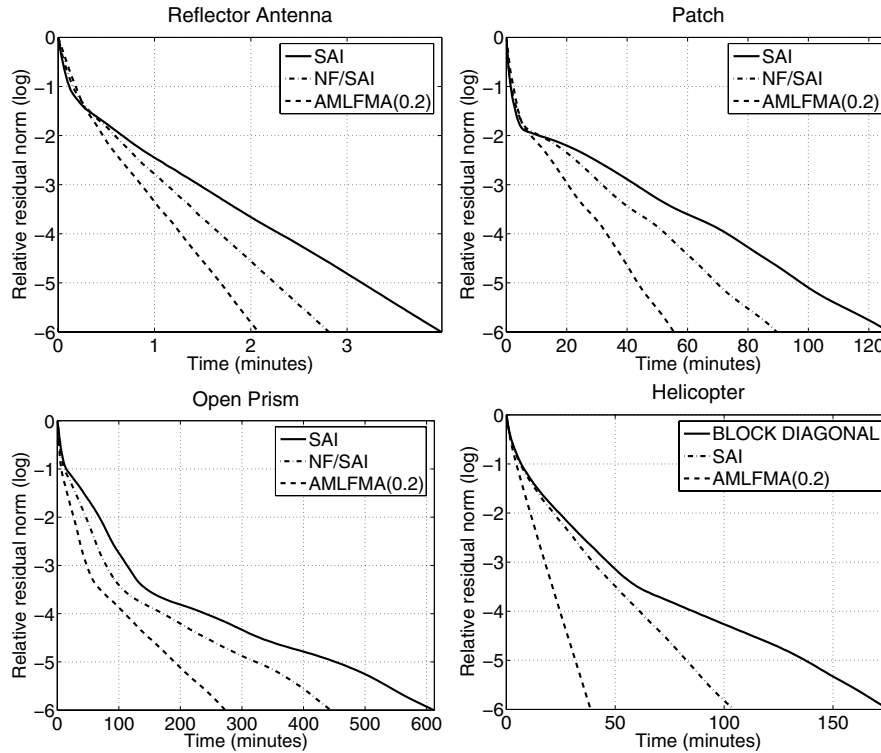 Reflector Antenna
0
−1
−2
−3
−4
−5
−6
Relative residual norm (log)
SAI
NF/SAI
AMLFMA(0.2)
0 1 2 3
Time (minutes)
Patch
0
−1
−2
−3
−4
−5
−6
Relative residual norm (log)
SAI
NF/SAI
AMLFMA(0.2)
0 20 40 60 80 100 120
Time (minutes)
Open Prism
0
−1
−2
−3
−4
−5
−6
Relative residual norm (log)
SAI
NF/SAI
AMLFMA(0.2)
0 100 200 300 400 500 600
Time (minutes)
Helicopter
0
−1
−2
−3
−4
−5
−6
Relative residual norm (log)
BLOCK DIAGONAL
SAI
AMLFMA(0.2)
0 50 100 150
Time (minutes)